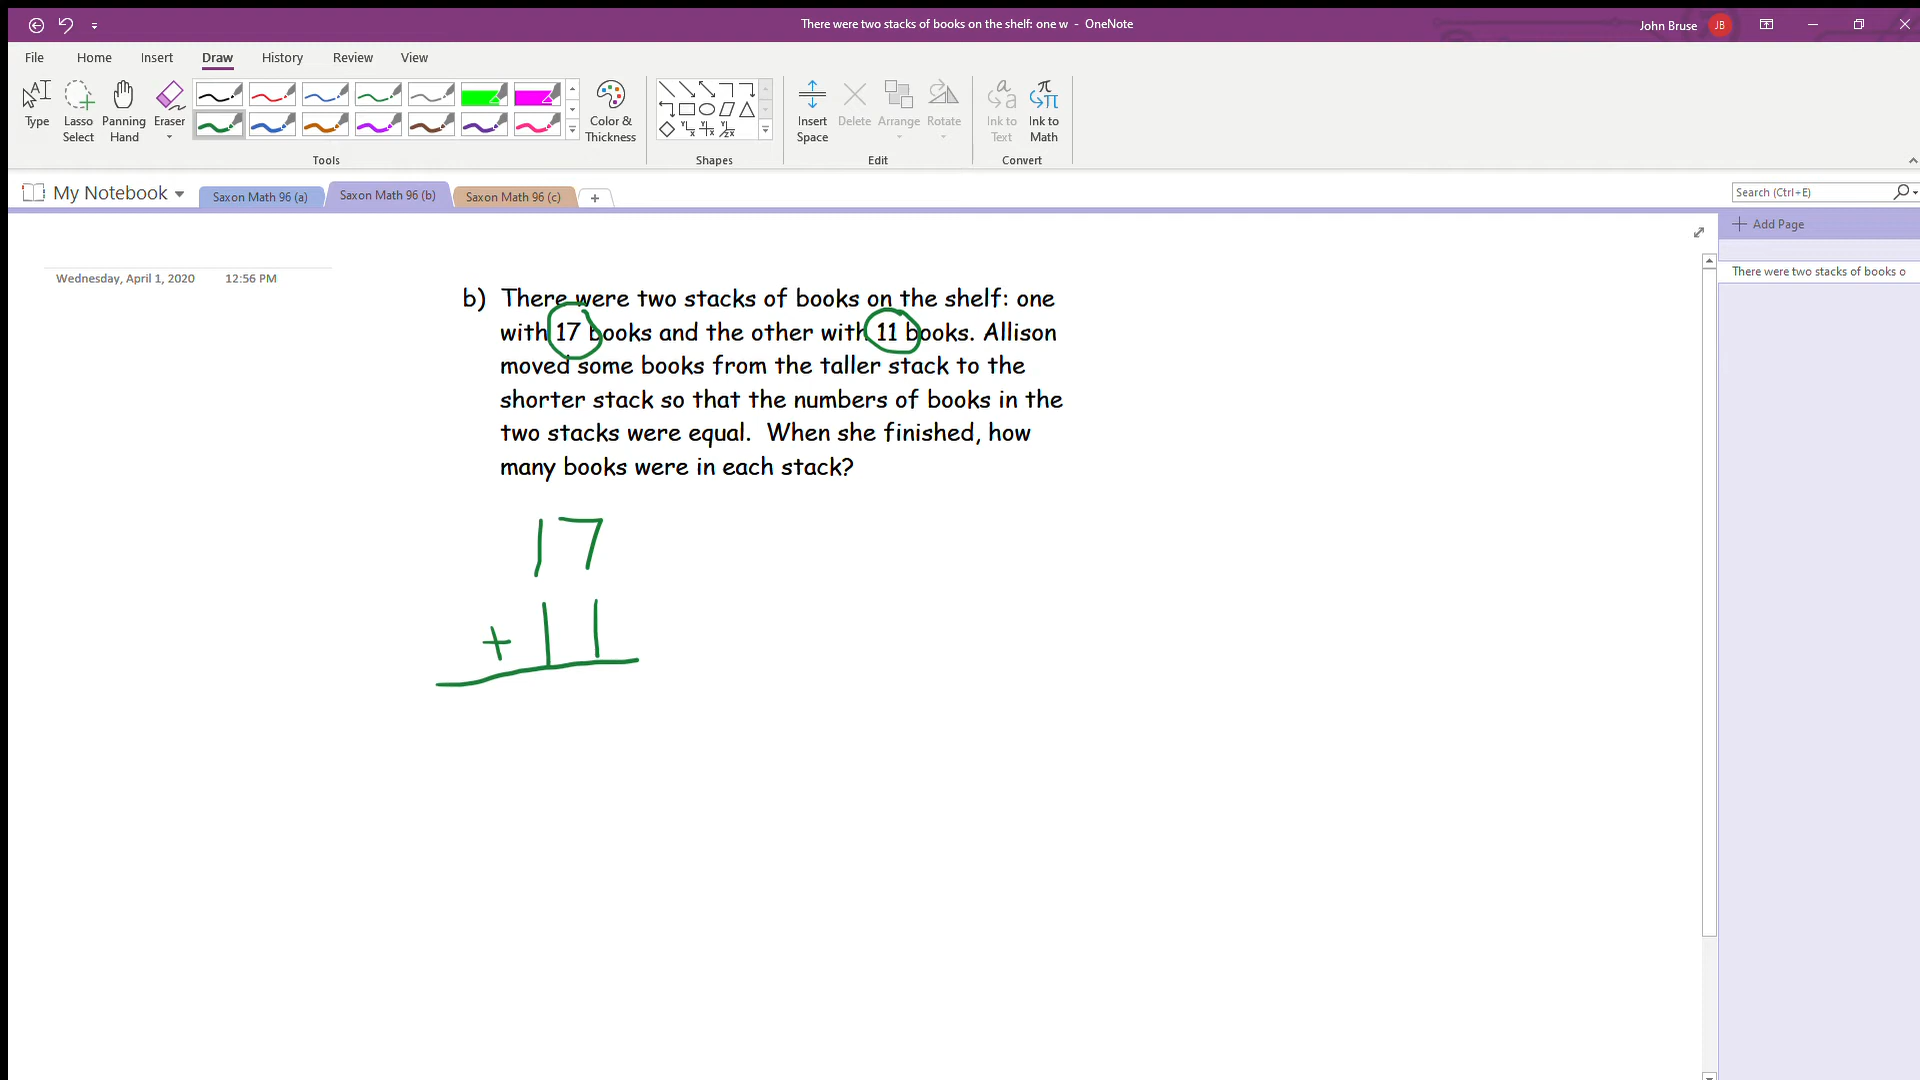 There were two stacks of books on the shelf: one w - OneNote
John Bruse JB
File Home Insert Draw History Review View
Type
Lasso Select
Panning Hand
Eraser
Color & Thickness
Insert Space
Delete
Arrange
Rotate
Ink to Text
Ink to Math
Tools Shapes Edit Convert
My Notebook
Saxon Math 96 (a) Saxon Math 96 (b) Saxon Math 96 (c) +
Search (Ctrl+E)
Add Page
There were two stacks of books o
Wednesday, April 1, 2020 12:56 PM
b) There were two stacks of books on the shelf: one
with 17 books and the other with 11 books. Allison
moved some books from the taller stack to the
shorter stack so that the numbers of books in the
two stacks were equal. When she finished, how
many books were in each stack?
17
+ 11